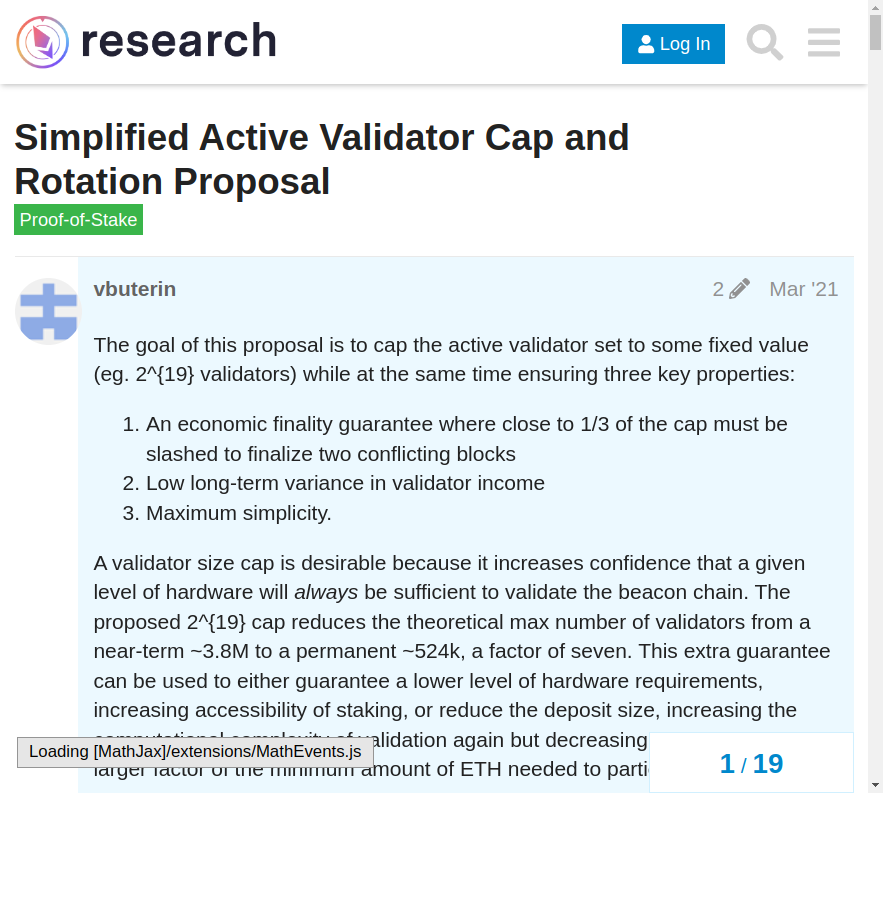 research
Log In
Simplified Active Validator Cap and
Rotation Proposal
Proof-of-Stake
vbuterin
2
Mar '21
The goal of this proposal is to cap the active validator set to some fixed value
(eg. 2^{19} validators) while at the same time ensuring three key properties:
1. An economic finality guarantee where close to 1/3 of the cap must be
slashed to finalize two conflicting blocks
2. Low long-term variance in validator income
3. Maximum simplicity.
A validator size cap is desirable because it increases confidence that a given
level of hardware will always be sufficient to validate the beacon chain. The
proposed 2^{19} cap reduces the theoretical max number of validators from a
near-term ~3.8M to a permanent ~524k, a factor of seven. This extra guarantee
can be used to either guarantee a lower level of hardware requirements,
increasing accessibility of staking, or reduce the deposit size, increasing the
computational complexity of validation again but decreasing
larger factor of the minimum amount of ETH needed to
Loading [MathJax]/extensions/MathEvents.js
1 / 19